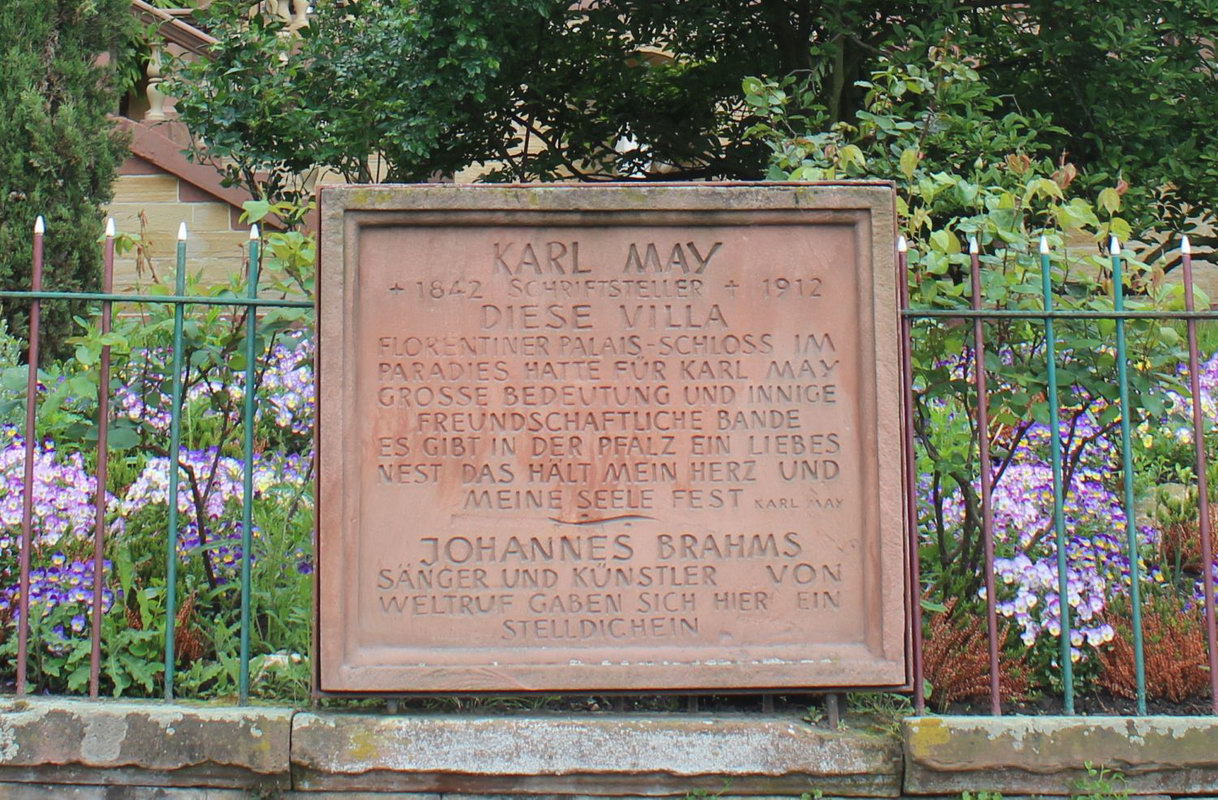 KARL MAY
+ 1842 SCHRIFTSTELLER + 1912
DIESE VILLA
FLORENTINER PALAIS-SCHLOSS IM
PARADIES HATTE FÜR KARL MAY
GROSSE BEDEUTUNG UND INNIGE
FREUNDSCHAFTLICHE BANDE
ES GIBT IN DER PFALZ EIN LIEBES
NEST DAS HÄLT MEIN HERZ UND
MEINE SEELE FEST KARL MAY
JOHANNES BRAHMS
SÄNGER UND KÜNSTLER VON
WELTRUF GABEN SICH HIER EIN
STELLDICHEIN